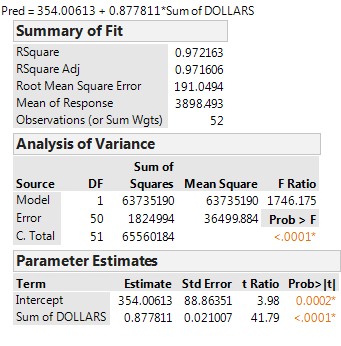 Pred = 354.00613 + 0.877811*Sum of DOLLARS
Summary of Fit
RSquare 0.972163
RSquare Adj 0.971606
Root Mean Square Error 191.0494
Mean of Response 3898.493
Observations (or Sum Wgts) 52
Analysis of Variance
Sum of
Source DF Squares Mean Square F Ratio
Model 1 63735190 63735190 1746.175
Error 50 1824994 36499.884 Prob > F
C. Total 51 65560184 <.0001*
Parameter Estimates
Term Estimate Std Error t Ratio Prob>|t|
Intercept 354.00613 88.86351 3.98 0.0002*
Sum of DOLLARS 0.877811 0.021007 41.79 <.0001*